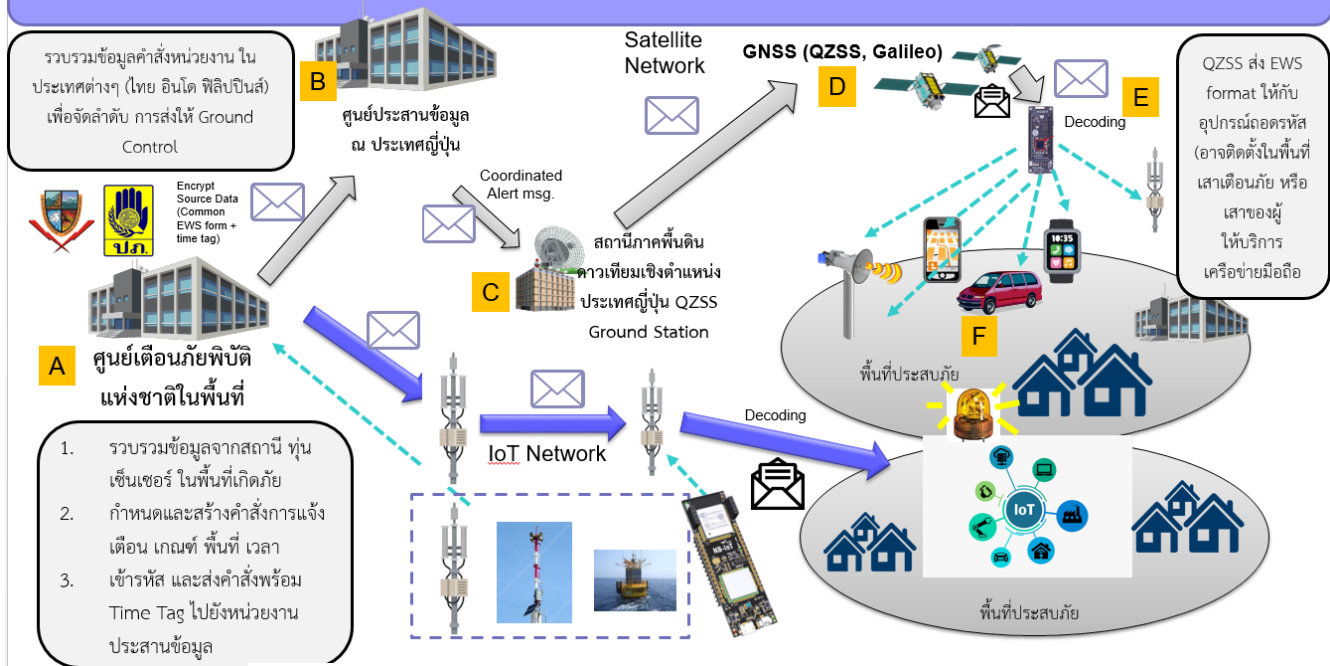 รวบรวมข้อมูลคำสั่งหน่วยงาน ใน
ประเทศต่างๆ (ไทย อินโด ฟิลิปปินส์)
เพื่อจัดลำดับ การส่งให้ Ground
Control
B
ศูนย์ประสานข้อมูล
ณ ประเทศญี่ปุ่น
Satellite
Network
GNSS (QZSS, Galileo)
D
E
Decoding
QZSS ส่ง EWS
format ให้กับ
อุปกรณ์ถอดรหัส
(อาจติดตั้งในพื้นที่
เสาเตือนภัย หรือ
เสาของผู้
ให้บริการ
เครือข่ายมือถือ
ปภ.
Encrypt
Source Data
(Common
EWS form +
time tag)
Coordinated
Alert msg.
C
สถานีภาคพื้นดิน
ดาวเทียมเชิงตำแหน่ง
ประเทศญี่ปุ่น QZSS
Ground Station
10:35
F
พื้นที่ประสบภัย
A
ศูนย์เตือนภัยพิบัติ
แห่งชาติในพื้นที่
IoT Network
Decoding
1. รวบรวมข้อมูลจากสถานี ทุ่น
เซ็นเซอร์ ในพื้นที่เกิดภัย
2. กำหนดและสร้างคำสั่งการแจ้ง
เตือน เกณฑ์ พื้นที่ เวลา
3. เข้ารหัส และส่งคำสั่งพร้อม
Time Tag ไปยังหน่วยงาน
ประสานข้อมูล
NB-IoT
IoT
พื้นที่ประสบภัย